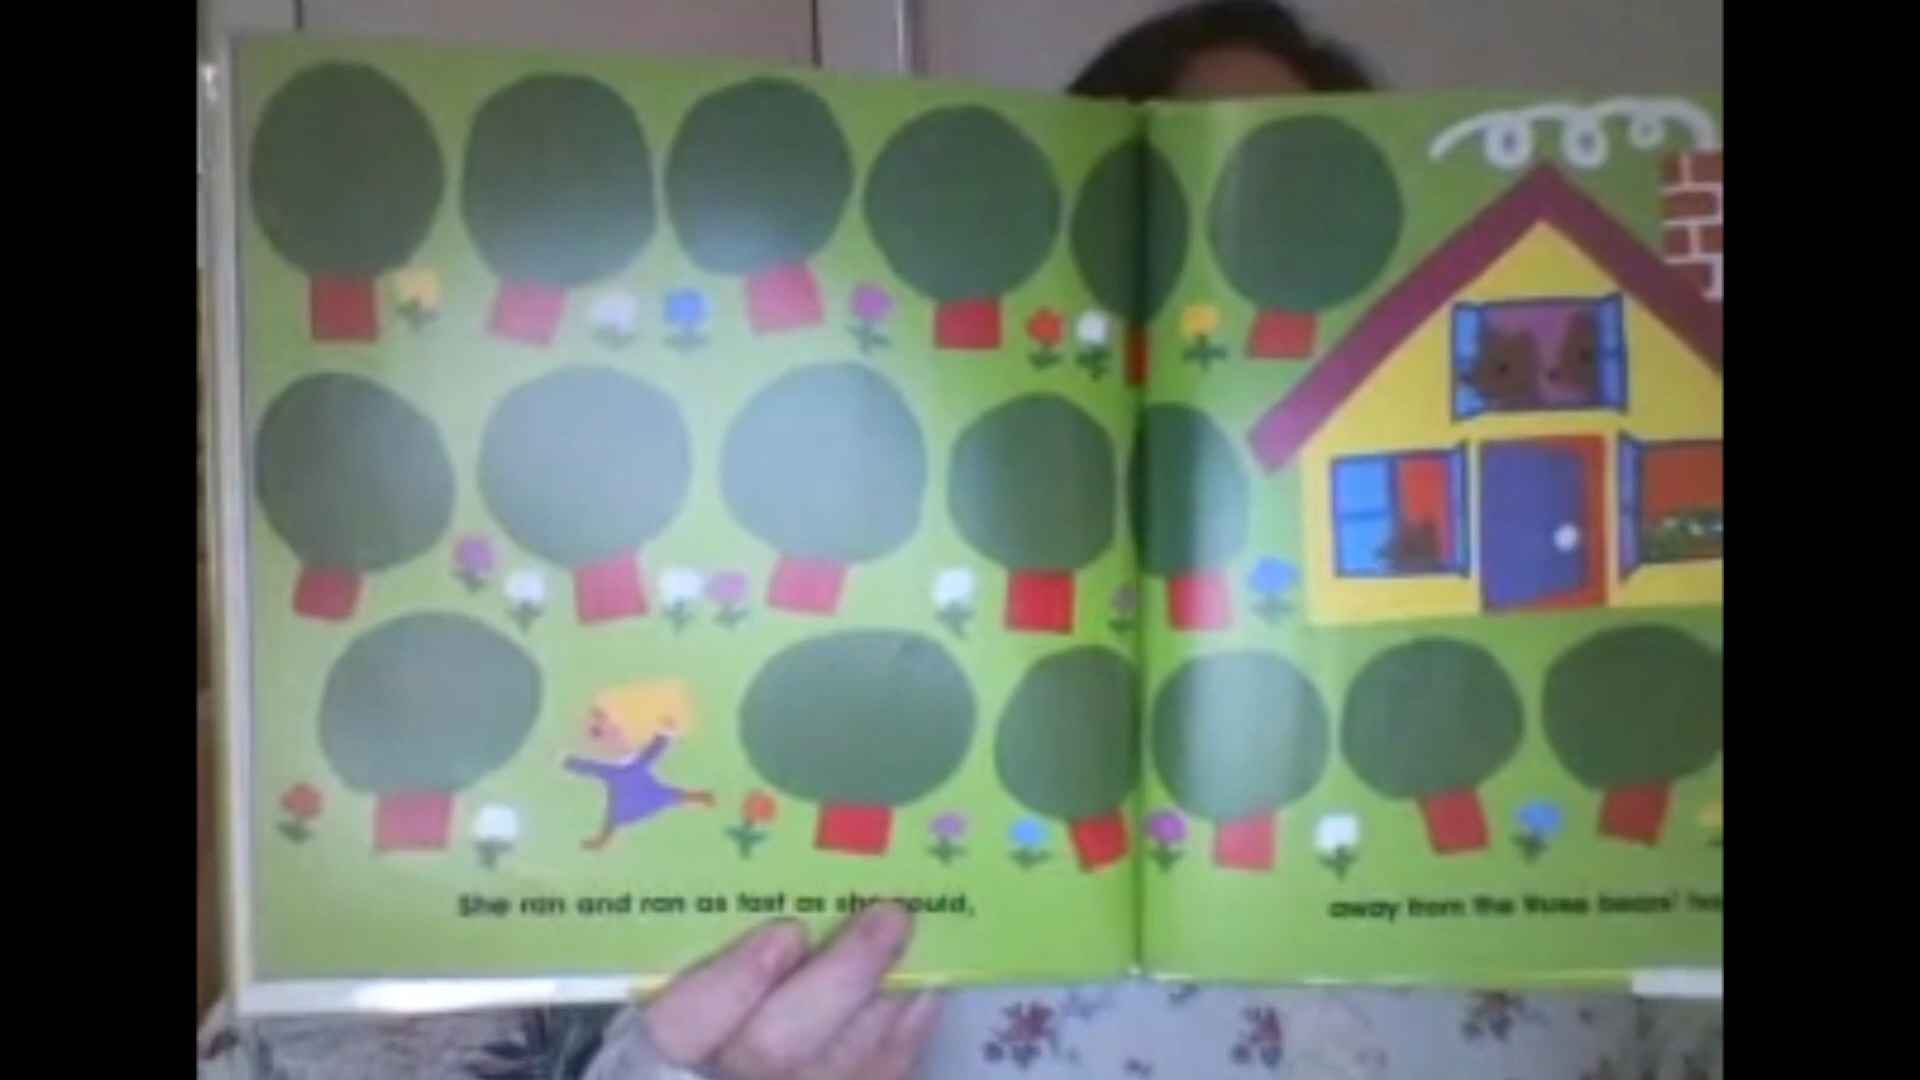 She ran and ran as fast as she could,
away from the three bears'